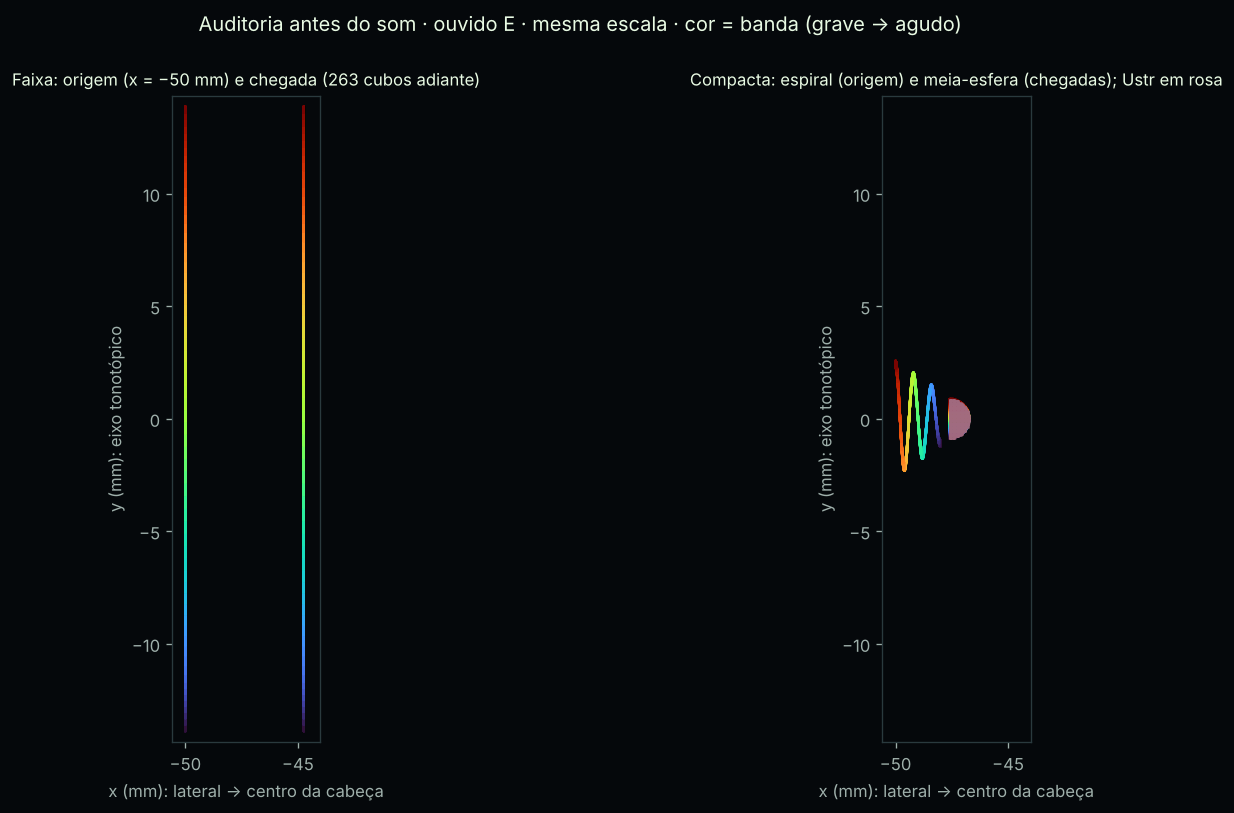 Auditoria antes do som · ouvido E · mesma escala · cor = banda (grave → agudo)
Faixa: origem (x = −50 mm) e chegada (263 cubos adiante)
10
5
0
−5
−10
y (mm): eixo tonotópico
−50
−45
x (mm): lateral → centro da cabeça
Compacta: espiral (origem) e meia-esfera (chegadas); Ustr em rosa
10
5
0
−5
−10
y (mm): eixo tonotópico
−50
−45
x (mm): lateral → centro da cabeça